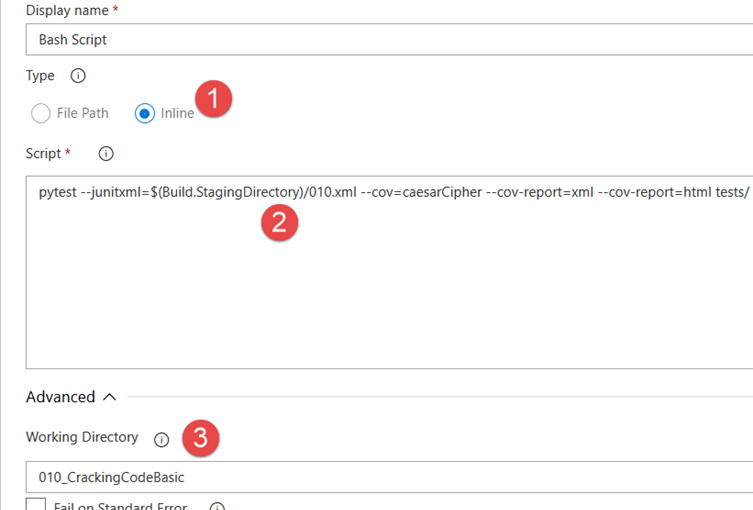 Display name *
Bash Script
Type
File Path
Inline
1
Script *
pytest --junitxml=$(Build.StagingDirectory)/010.xml --cov=caesarCipher --cov-report=xml --cov-report=html tests/
2
Advanced
Working Directory
3
010_CrackingCodeBasic
Fail on Standard Error